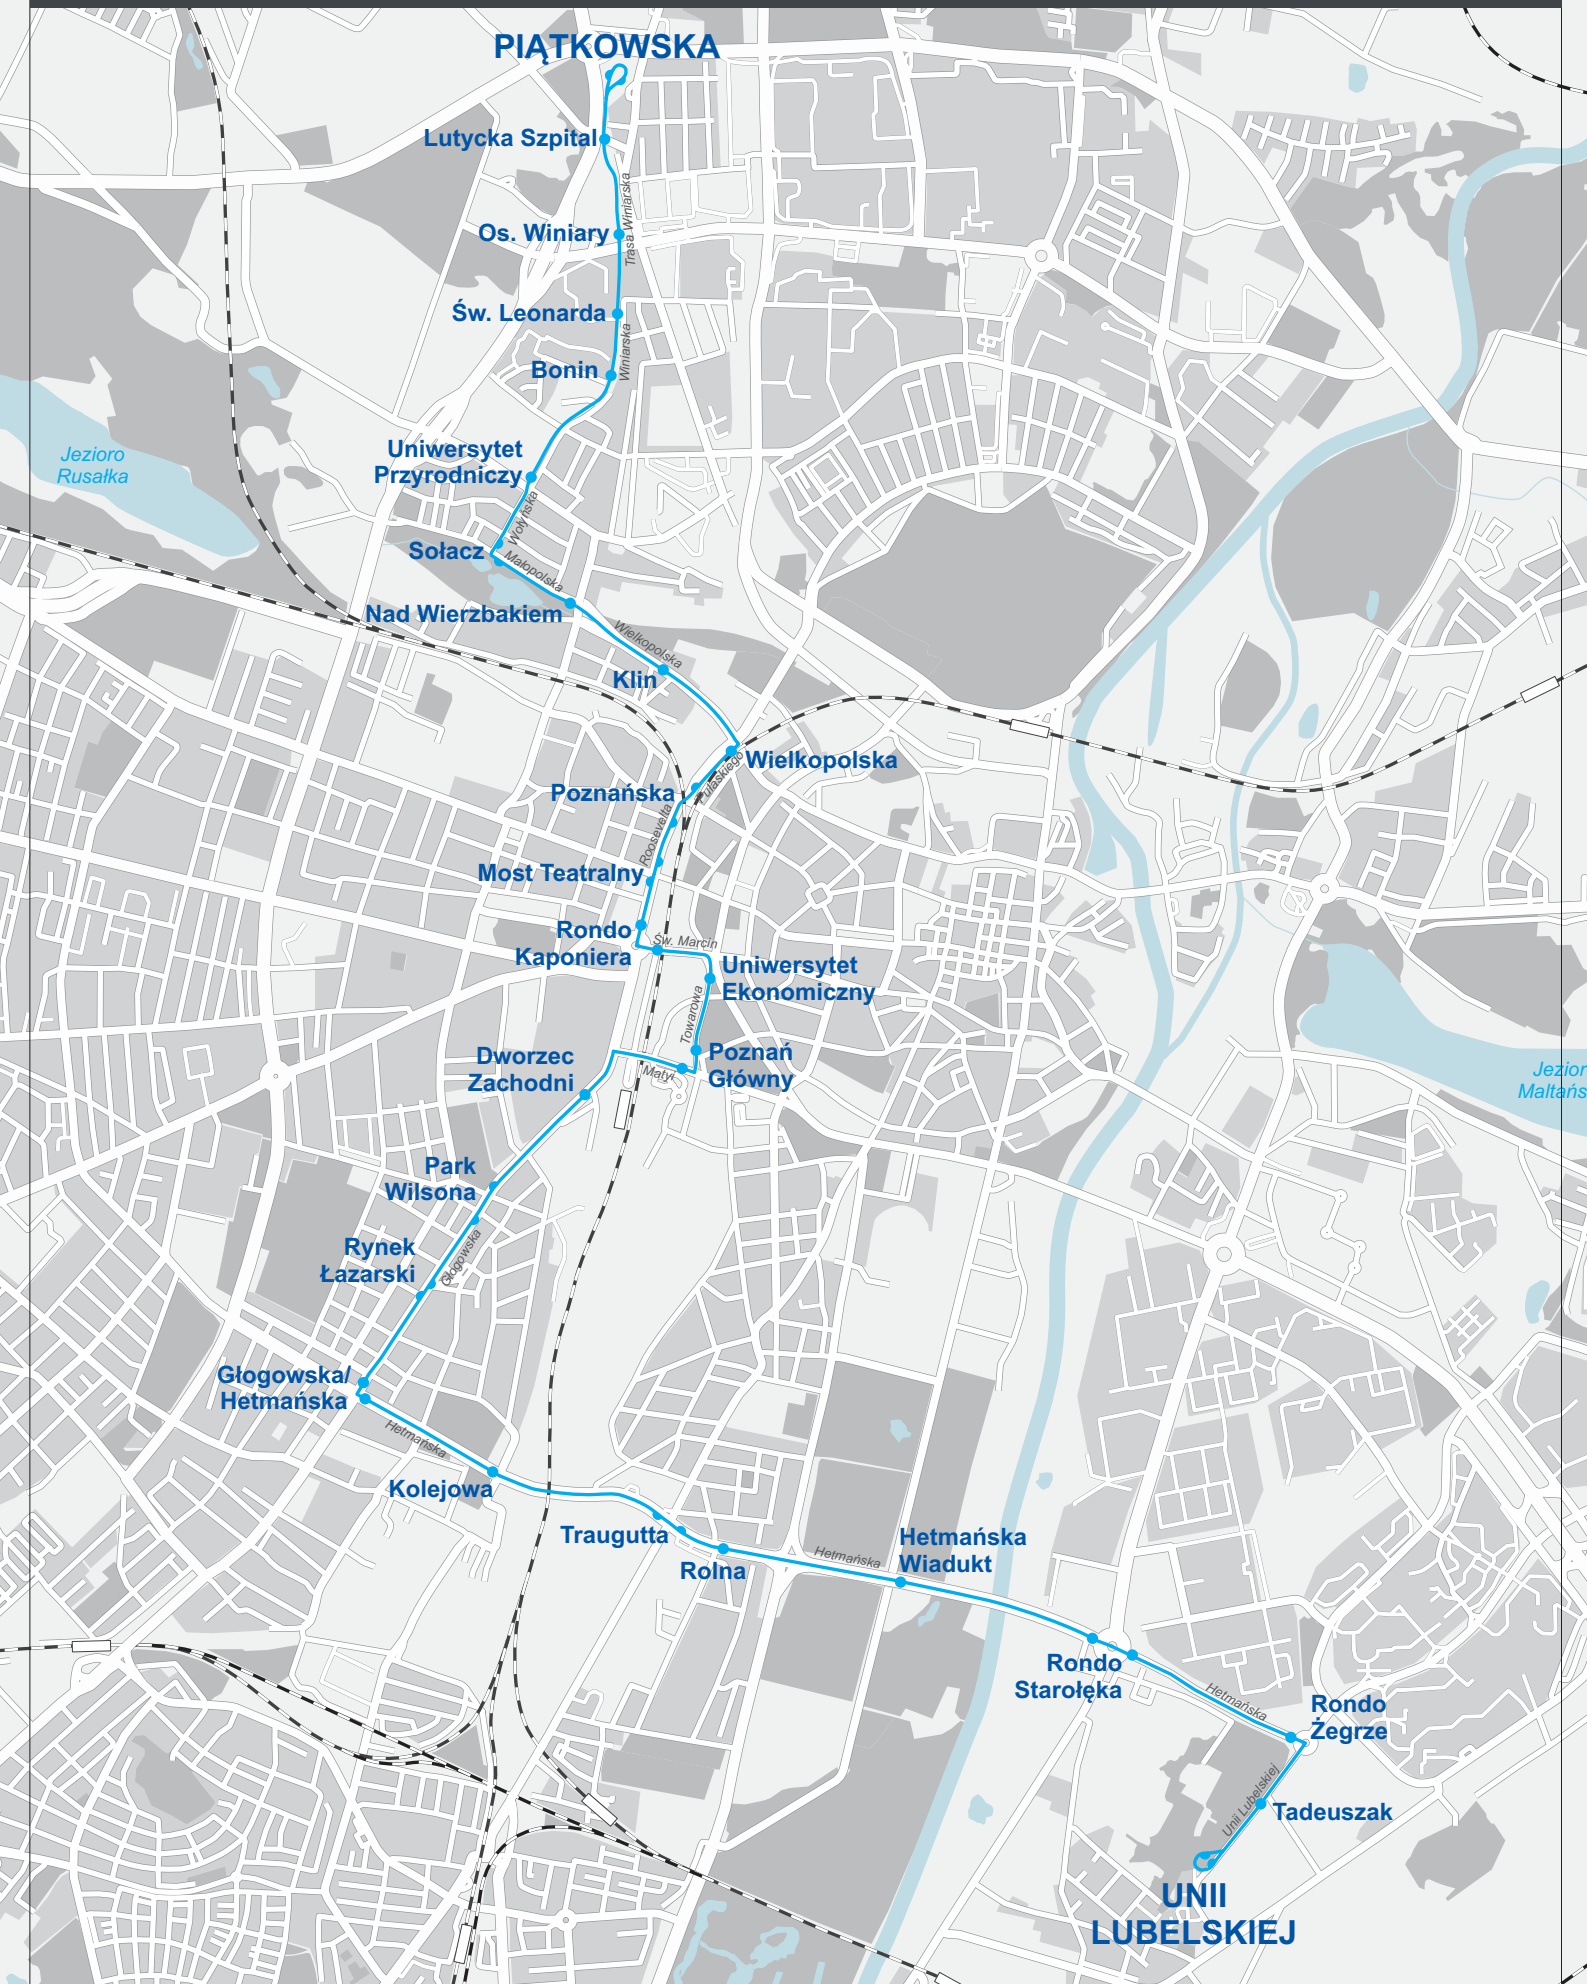 PIĄTKOWSKA
Lutycka Szpital
Trasa Winiarska
Os. Winiary
Św. Leonarda
Winiarska
Bonin
Uniwersytet
Przyrodniczy
Jezioro
Rusałka
Wołyńska
Sołacz
Małopolska
Nad Wierzbakiem
Wielkopolska
Klin
Wielkopolska
Pułaskiego
Poznańska
Roosevelta
Most Teatralny
Rondo
Kaponiera
Św. Marcin
Uniwersytet
Ekonomiczny
Towarowa
Poznań
Główny
Matyi
Dworzec
Zachodni
Jezior
Maltańs
Park
Wilsona
Głogowska
Rynek
Łazarski
Głogowska/
Hetmańska
Hetmańska
Kolejowa
Traugutta
Rolna
Hetmańska
Hetmańska
Wiadukt
Rondo
Starołęka
Hetmańska
Rondo
Żegrze
Unii Lubelskiej
Tadeuszak
UNII
LUBELSKIEJ